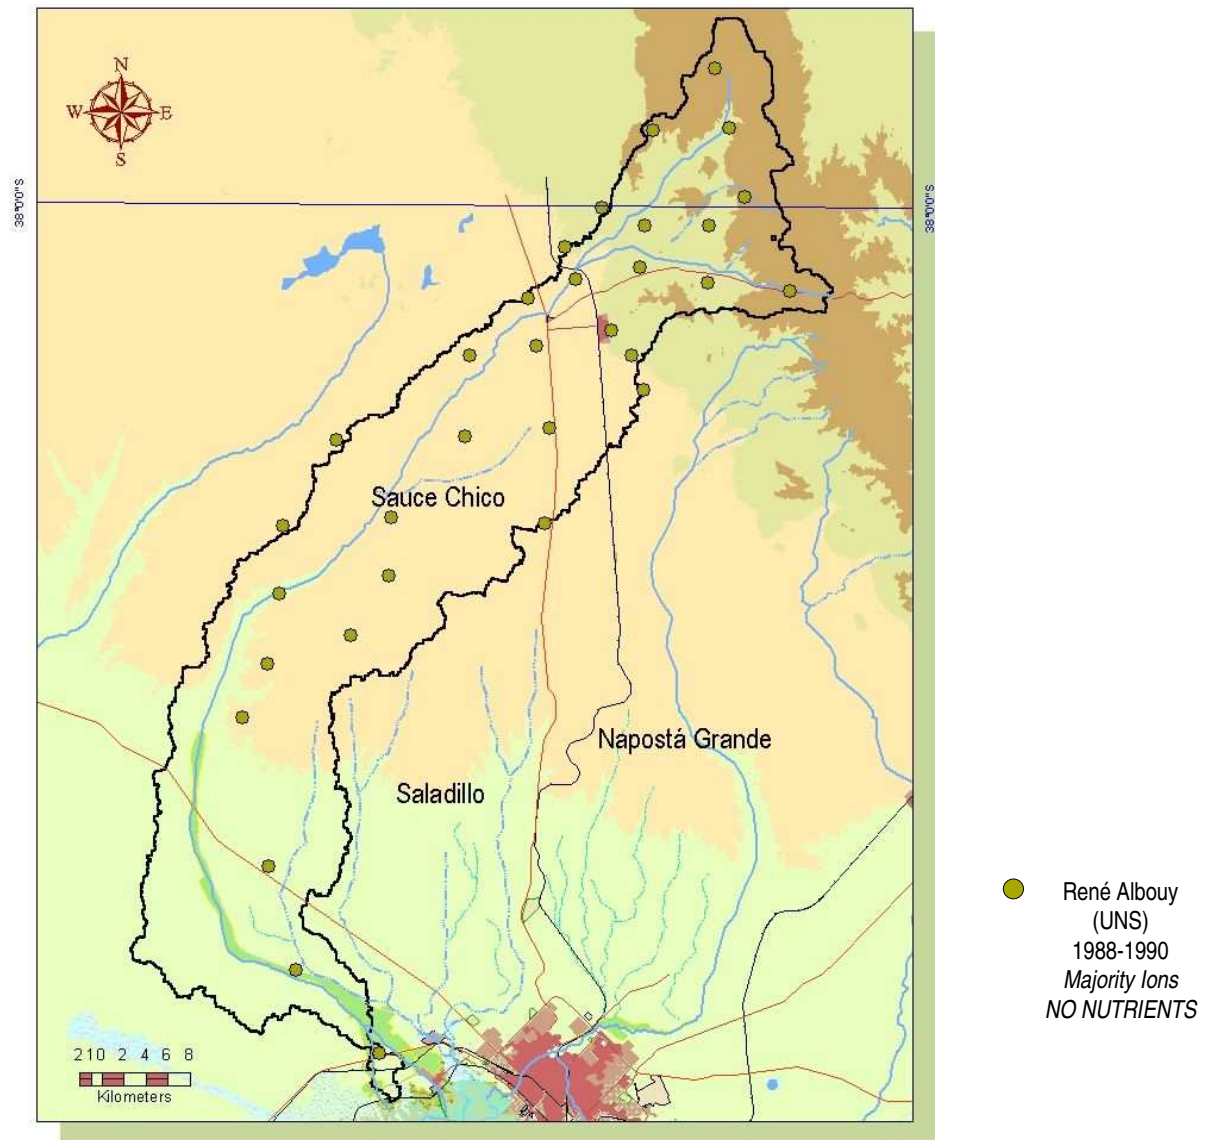 N
W E
S
38°0'0"S
38°0'0"S
Sauce Chico
Napostá Grande
Saladillo
2 1 0 2 4 6 8
Kilometers
René Albouy
(UNS)
1988-1990
Majority Ions
NO NUTRIENTS